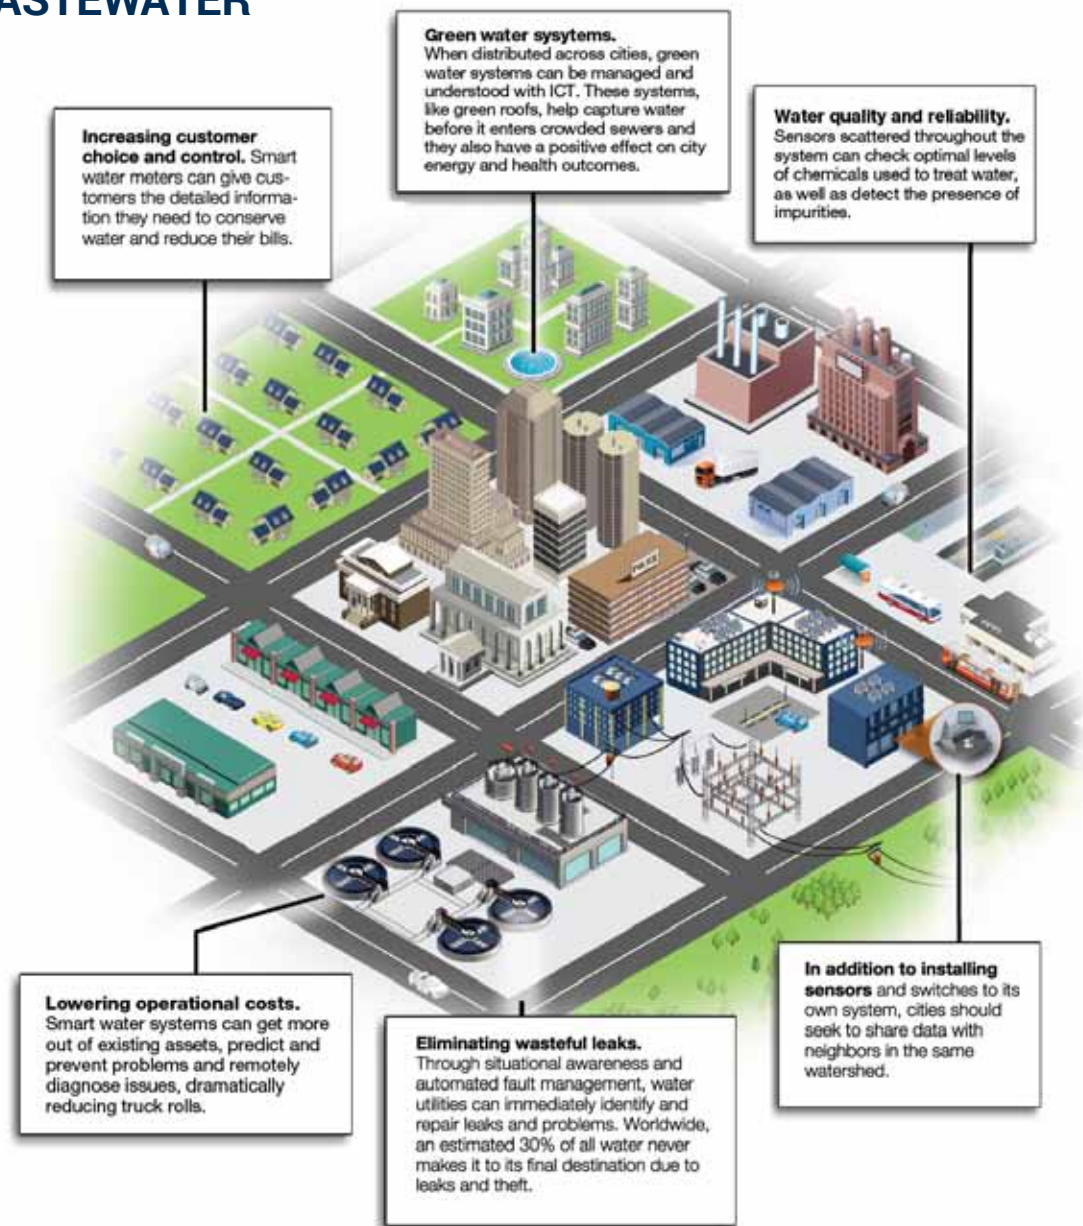 ASTEWATER
Green water sysytems.
When distributed across cities, green
water systems can be managed and
understood with ICT. These systems,
like green roofs, help capture water
before it enters crowded sewers and
they also have a positive effect on city
energy and health outcomes.
Increasing customer
choice and control. Smart
water meters can give cus-
tomers the detailed informa-
tion they need to conserve
water and reduce their bills.
Water quality and reliability.
Sensors scattered throughout the
system can check optimal levels
of chemicals used to treat water,
as well as detect the presence of
impurities.
POLICE
Lowering operational costs.
Smart water systems can get more
out of existing assets, predict and
prevent problems and remotely
diagnose issues, dramatically
reducing truck rolls.
Eliminating wasteful leaks.
Through situational awareness and
automated fault management, water
utilities can immediately identify and
repair leaks and problems. Worldwide,
an estimated 30% of all water never
makes it to its final destination due to
leaks and theft.
In addition to installing
sensors and switches to its
own system, cities should
seek to share data with
neighbors in the same
watershed.